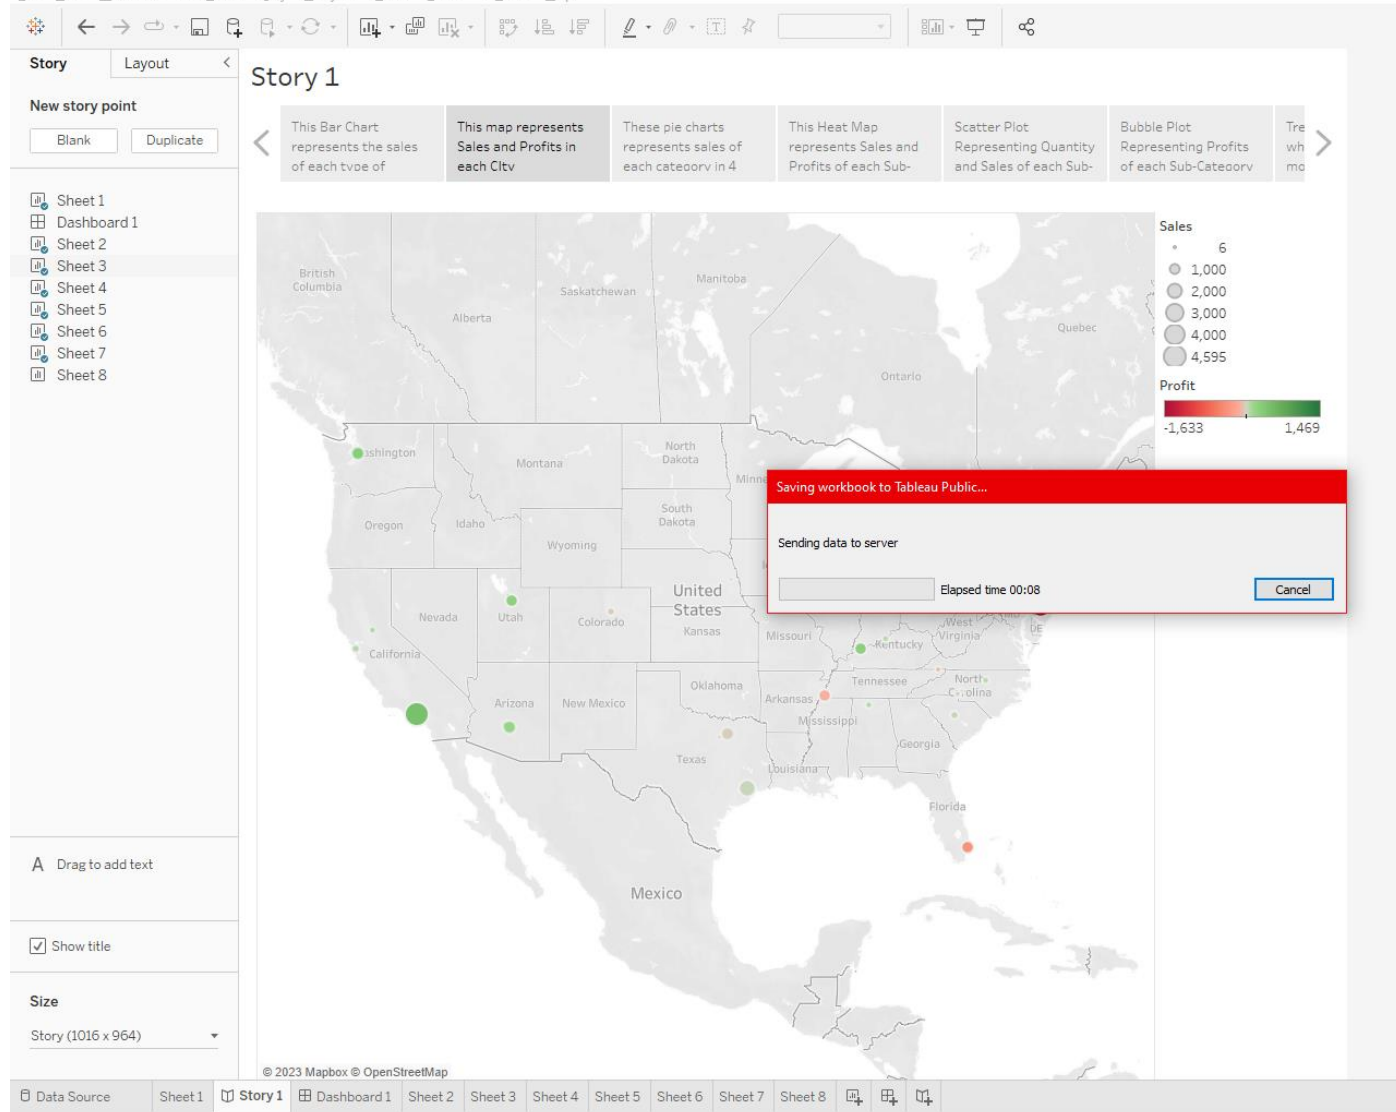 Story
Layout
Story 1
New story point
Blank
Duplicate
This Bar Chart
represents the sales
of each type of
This map represents
Sales and Profits in
each CIty
These pie charts
represents sales of
each category in 4
This Heat Map
represents Sales and
Profits of each Sub-
Scatter Plot
Representing Quantity
and Sales of each Sub-
Bubble Plot
Representing Profits
of each Sub-Category
Tre
wh
mo
Sheet 1
Dashboard 1
Sheet 2
Sheet 3
Sheet 4
Sheet 5
Sheet 6
Sheet 7
Sheet 8
Sales
6
1,000
2,000
3,000
4,000
4,595
Profit
-1,633
1,469
British
Columbia
Alberta
Saskatchewan
Manitoba
Ontario
Quebec
ashington
Montana
North
Dakota
Minne
Oregon
Idaho
South
Dakota
Wyoming
Saving workbook to Tableau Public...
Sending data to server
Elapsed time 00:08
Cancel
United
States
Nevada
Utah
Colorado
Kansas
Missouri
Kentucky
West
Virginia
DE
California
Arizona
New Mexico
Oklahoma
Arkansas
Tennessee
North
C olina
Mississippi
Georgia
Texas
Louisiana
Florida
Mexico
A Drag to add text
Show title
Size
Story (1016 x 964)
© 2023 Mapbox © OpenStreetMap
Data Source
Sheet 1
Story 1
Dashboard 1
Sheet 2
Sheet 3
Sheet 4
Sheet 5
Sheet 6
Sheet 7
Sheet 8